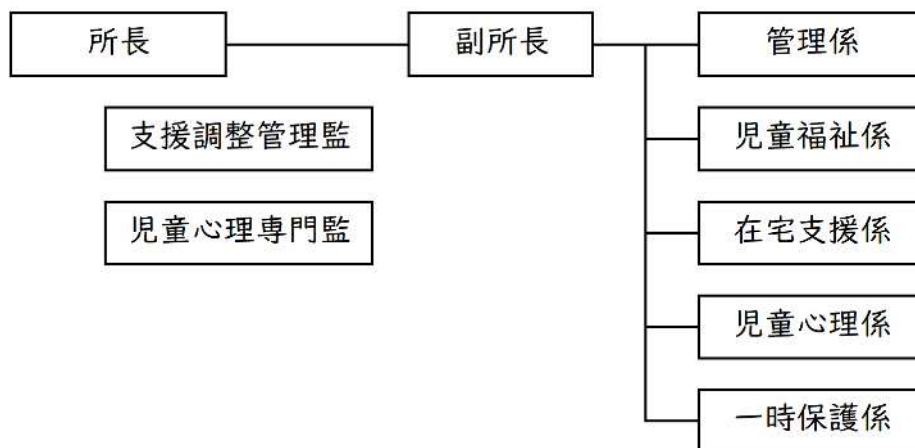 所長
副所長
管理係
支援調整管理監
児童福祉係
児童心理専門監
在宅支援係
児童心理係
一時保護係